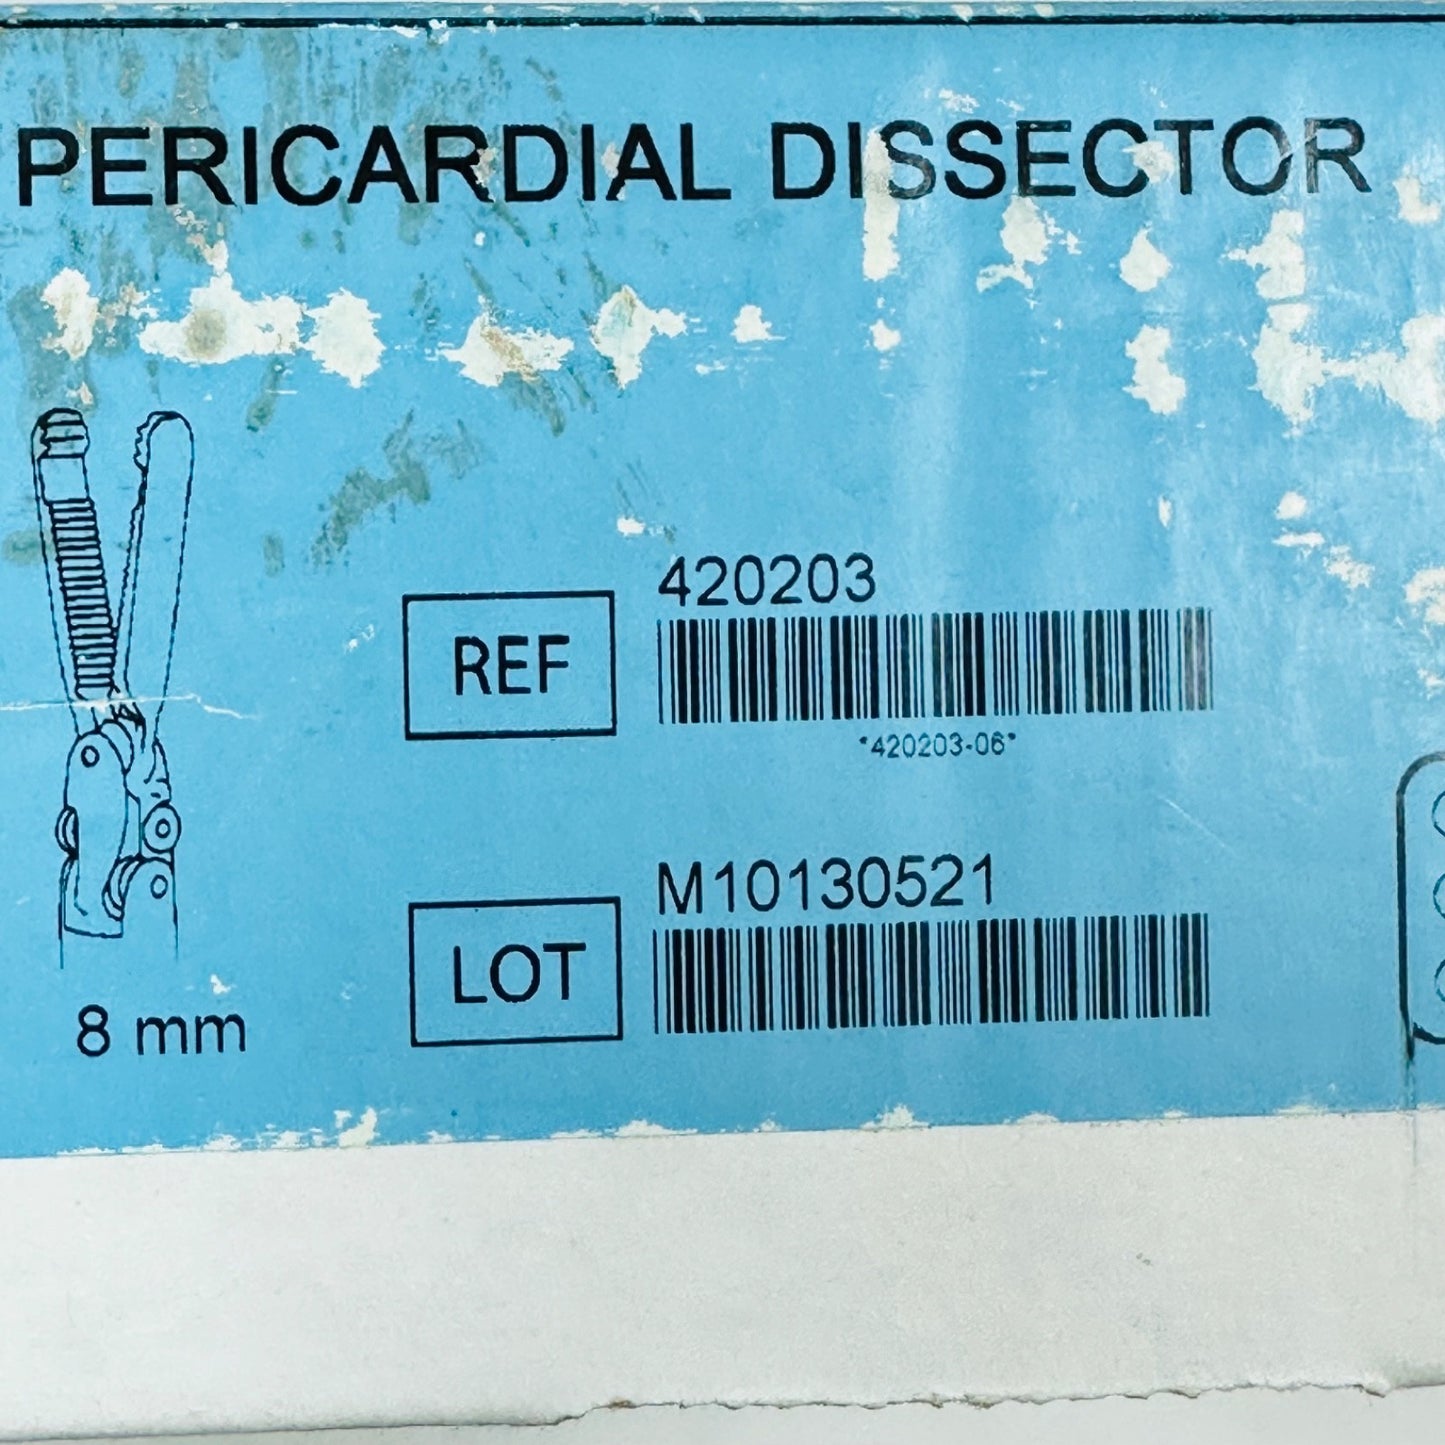 PERICARDIAL DISSECTOR
REF
420203
*420203-06*
LOT
M10130521
8 mm